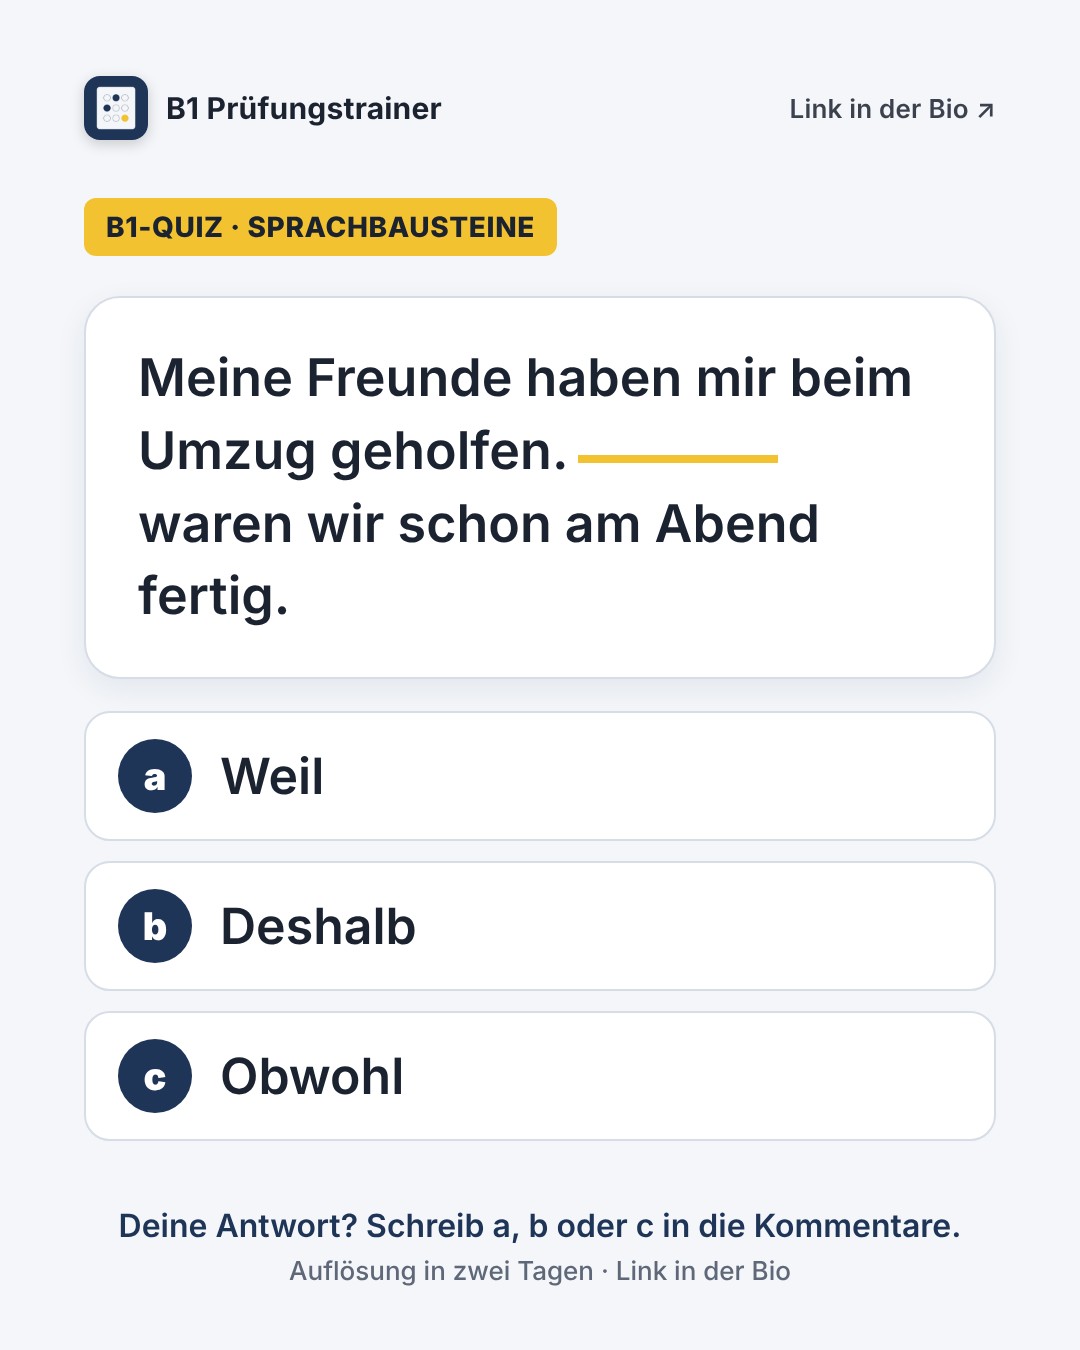 B1 Prüfungstrainer
Link in der Bio ↗
B1-QUIZ · SPRACHBAUSTEINE
Meine Freunde haben mir beim
Umzug geholfen. ________
waren wir schon am Abend
fertig.
a Weil
b Deshalb
c Obwohl
Deine Antwort? Schreib a, b oder c in die Kommentare.
Auflösung in zwei Tagen · Link in der Bio